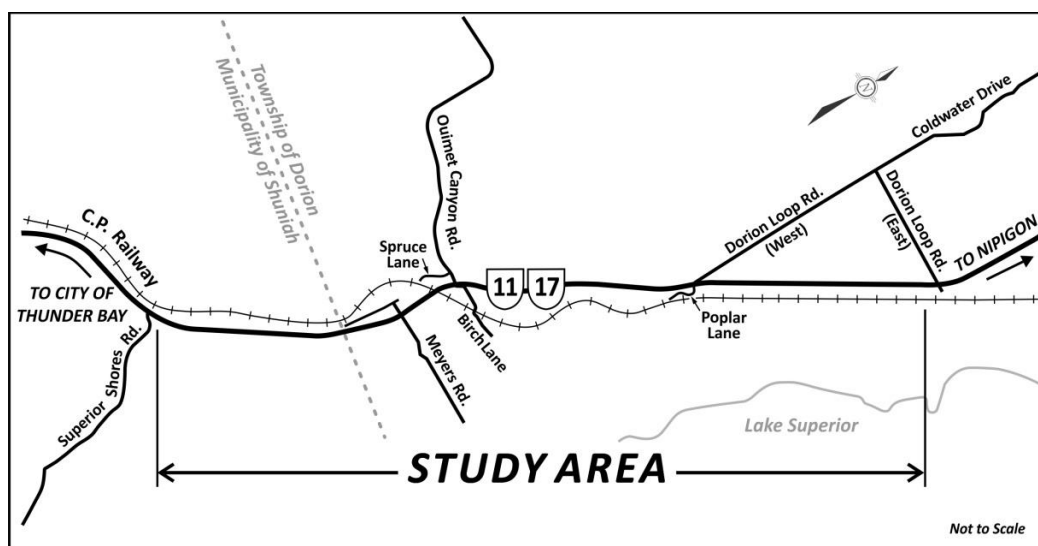 Township of Dorion
Municipality of Shuniah
Ouimet Canyon Rd.
N
Coldwater Drive
C.P. Railway
Dorion Loop Rd.
(West)
Dorion Loop Rd.
(East)
Spruce
Lane
11 17
TO NIPIGON
TO CITY OF
THUNDER BAY
Superior Shores Rd.
Meyers Rd.
Birch Lane
Poplar
Lane
Lake Superior
STUDY AREA
Not to Scale